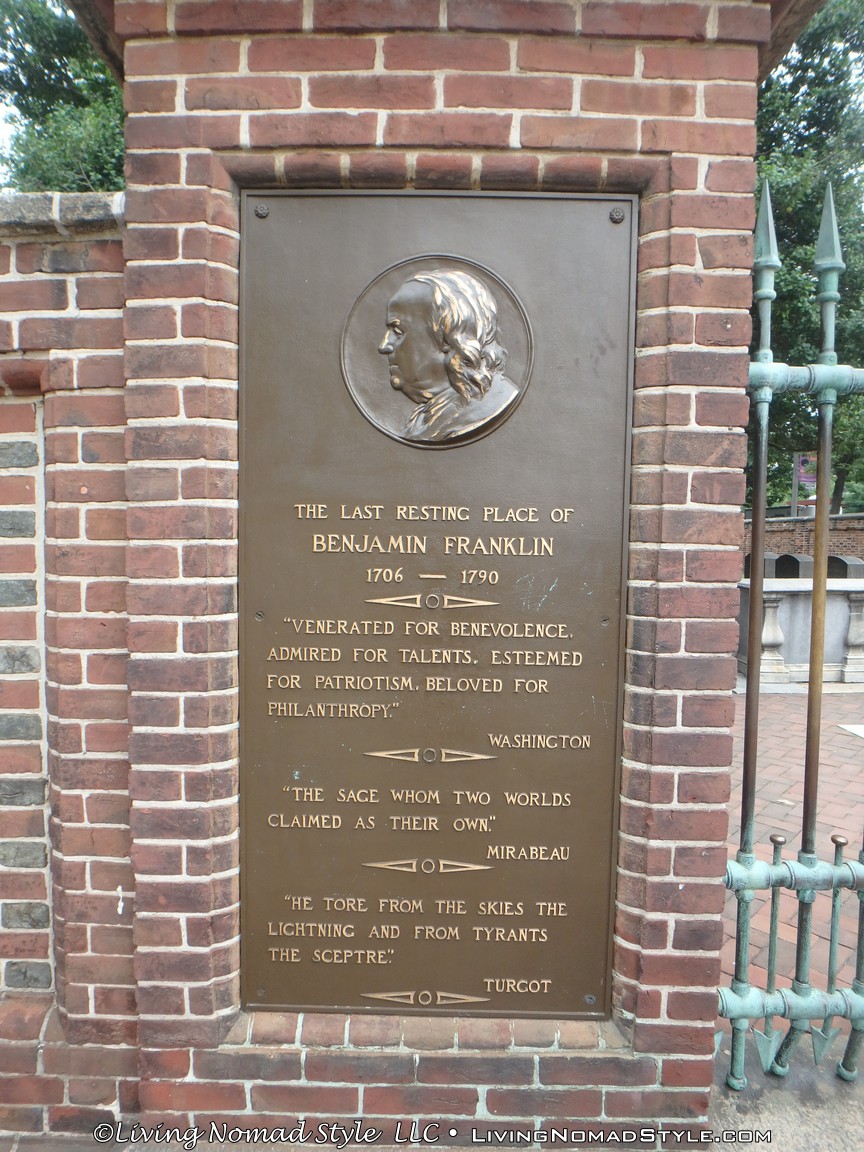 THE LAST RESTING PLACE OF
BENJAMIN FRANKLIN
1706 — 1790
"VENERATED FOR BENEVOLENCE,
ADMIRED FOR TALENTS, ESTEEMED
FOR PATRIOTISM, BELOVED FOR
PHILANTHROPY."
WASHINGTON
"THE SAGE WHOM TWO WORLDS
CLAIMED AS THEIR OWN."
MIRABEAU
"HE TORE FROM THE SKIES THE
LIGHTNING AND FROM TYRANTS
THE SCEPTRE."
TURGOT
©Living Nomad Style LLC • LivingNomadStyle.com